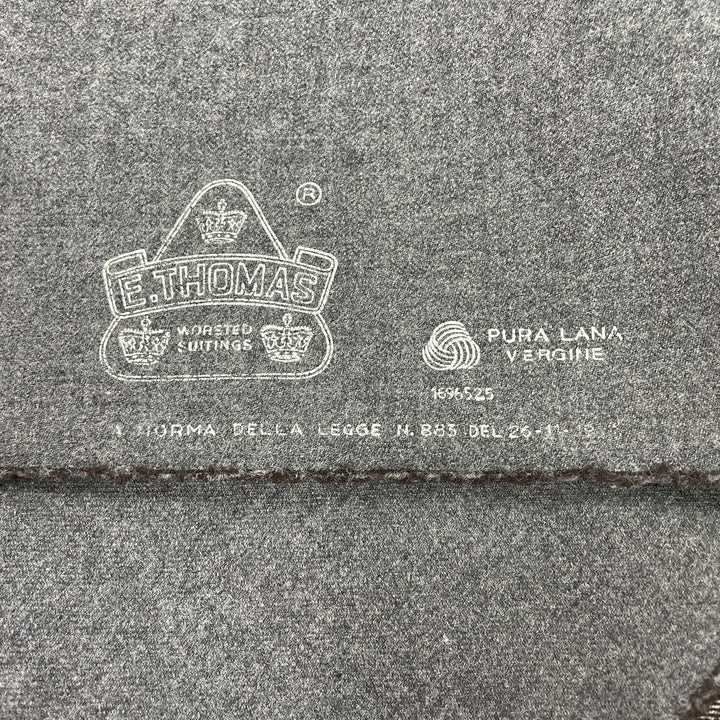 ®
E.THOMAS
WORSTED
SUITINGS
PURA LANA
VERGINE
1696525
NORMA DELLA LEGGE N. 883 DEL 26-11-